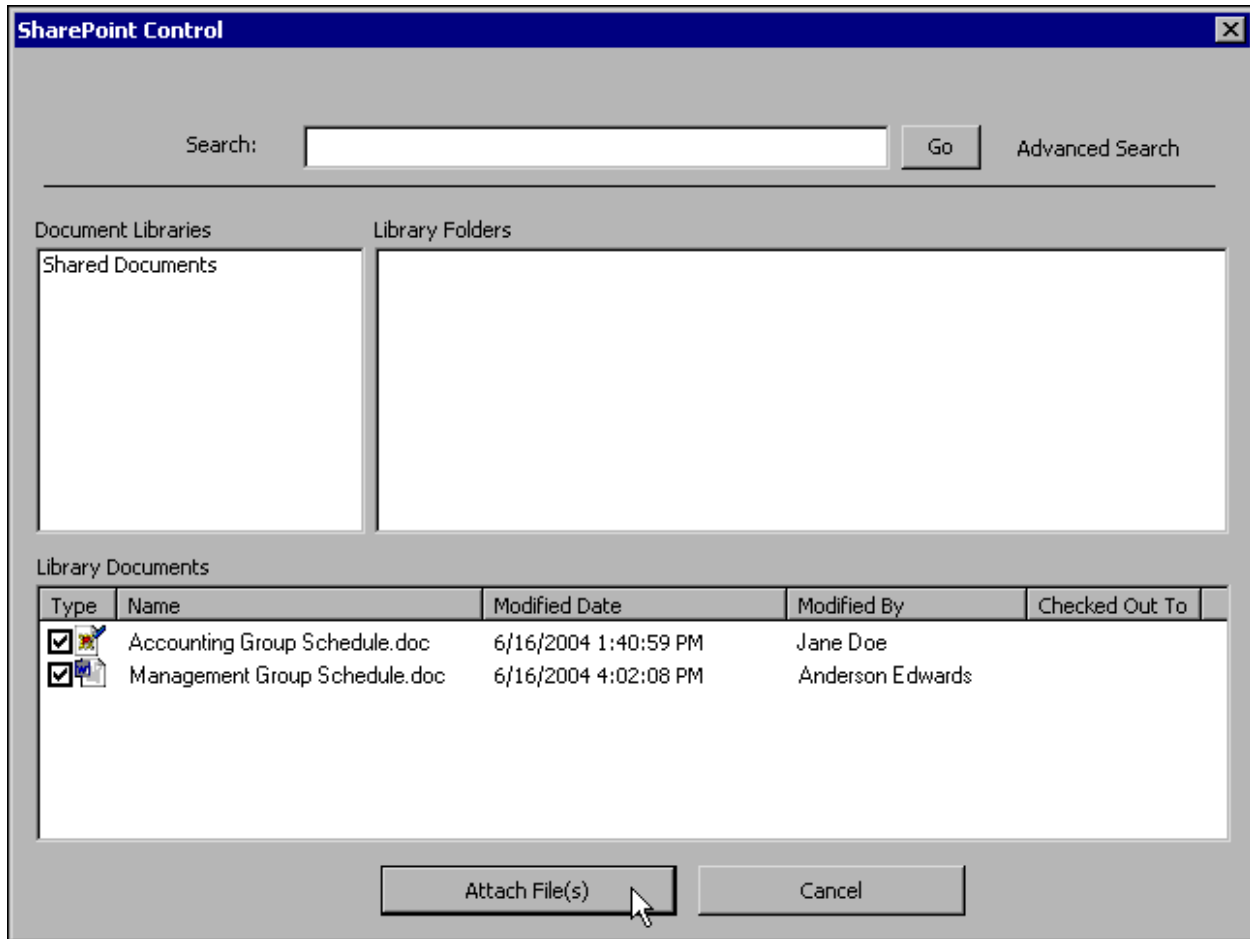 SharePoint Control
Search: Go Advanced Search
Document Libraries Library Folders
Shared Documents
Library Documents
Type Name Modified Date Modified By Checked Out To
Accounting Group Schedule.doc 6/16/2004 1:40:59 PM Jane Doe
Management Group Schedule.doc 6/16/2004 4:02:08 PM Anderson Edwards
Attach File(s) Cancel